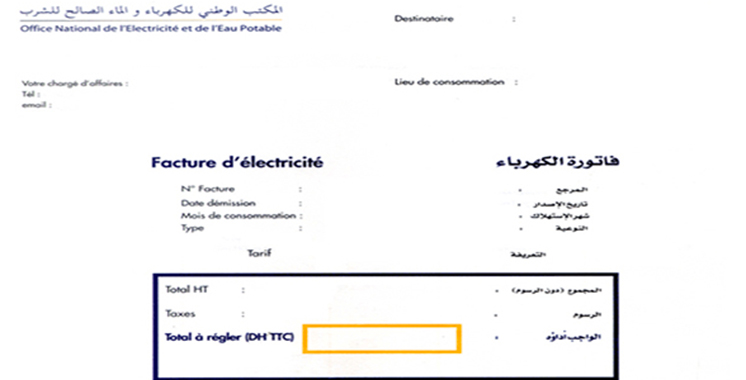 المكتب الوطني للكهرباء و الماء الصالح للشرب
Office National de l'Electricité et de l'Eau Potable
Destinataire :
Votre chargé d'affaires :
Tél :
email :
Lieu de consommation :
Facture d'électricité فاتورة الكهرباء
N° Facture : المرجع
Date démission : تاريخ الإصدار
Mois de consommation : شهر الإستهلاك
Type : النوعية
Tarif التعريفة
Total HT : المجموع (دون الرسوم)
Taxes : الرسوم
Total à régler (DH TTC) الواجب أداؤه